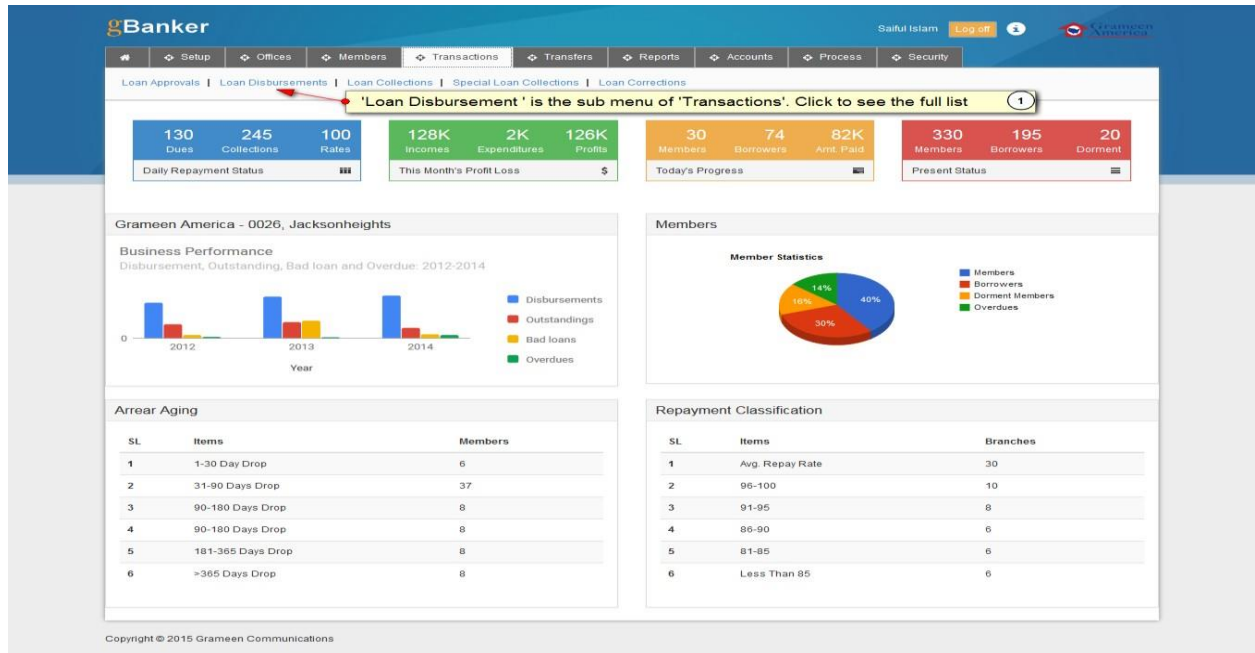 gBanker
Saiful Islam Log off i Grameen America
Setup Offices Members Transactions Transfers Reports Accounts Process Security
Loan Approvals | Loan Disbursements | Loan Collections | Special Loan Collections | Loan Corrections
'Loan Disbursement ' is the sub menu of 'Transactions'. Click to see the full list 1
130 245 100
Dues Collections Rates
Daily Repayment Status
128K 2K 126K
Incomes Expenditures Profits
This Month's Profit Loss $
30 74 82K
Members Borrowers Amt. Paid
Today's Progress
330 195 20
Members Borrowers Dorment
Present Status
Grameen America - 0026, Jacksonheights
Business Performance
Disbursement, Outstanding, Bad loan and Overdue: 2012-2014
Disbursements
Outstandings
Bad loans
Overdues
0
2012 2013 2014
Year
Members
Member Statistics
14%
16% 40%
30%
Members
Borrowers
Dorment Members
Overdues
Arrear Aging
SL Items Members
1 1-30 Day Drop 6
2 31-90 Days Drop 37
3 90-180 Days Drop 8
4 90-180 Days Drop 8
5 181-365 Days Drop 8
6 >365 Days Drop 8
Repayment Classification
SL Items Branches
1 Avg. Repay Rate 30
2 96-100 10
3 91-95 8
4 86-90 6
5 81-85 6
6 Less Than 85 6
Copyright © 2015 Grameen Communications